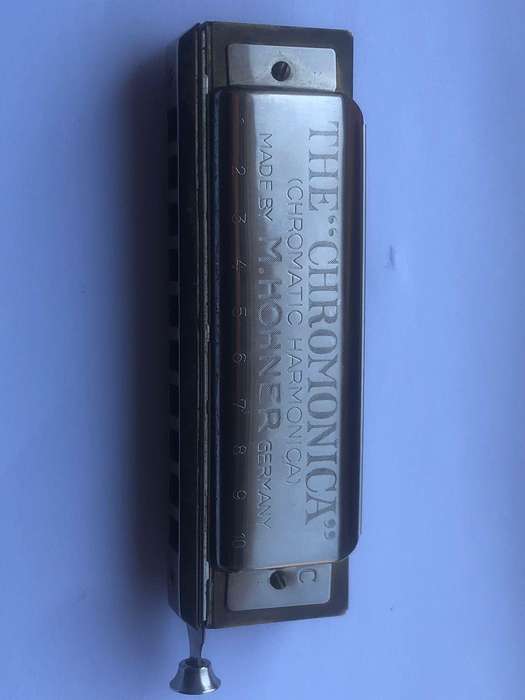 THE “CHROMONICA”
(CHROMATIC HARMONICA)
MADE BY M. HOHNER GERMANY
1 2 3 4 5 6 7 8 9 10
C